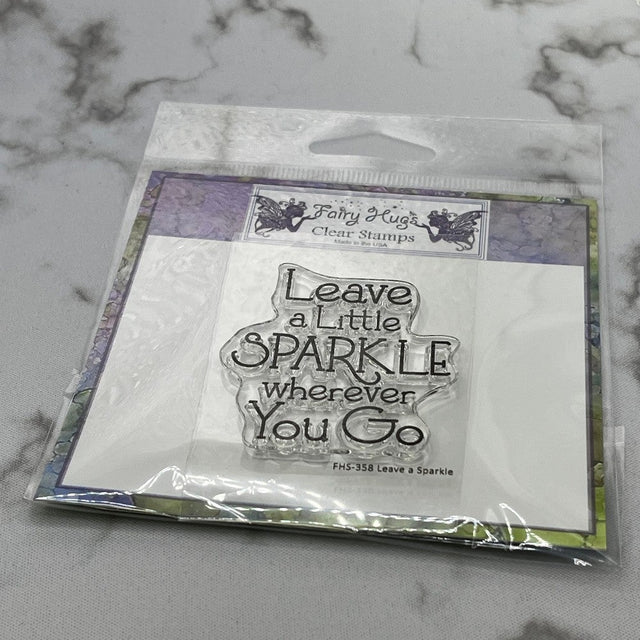 Fairy Hugs
Clear Stamps
Made in the USA
Leave
a Little
SPARKLE
wherever
You Go
FHS-358 Leave a Sparkle